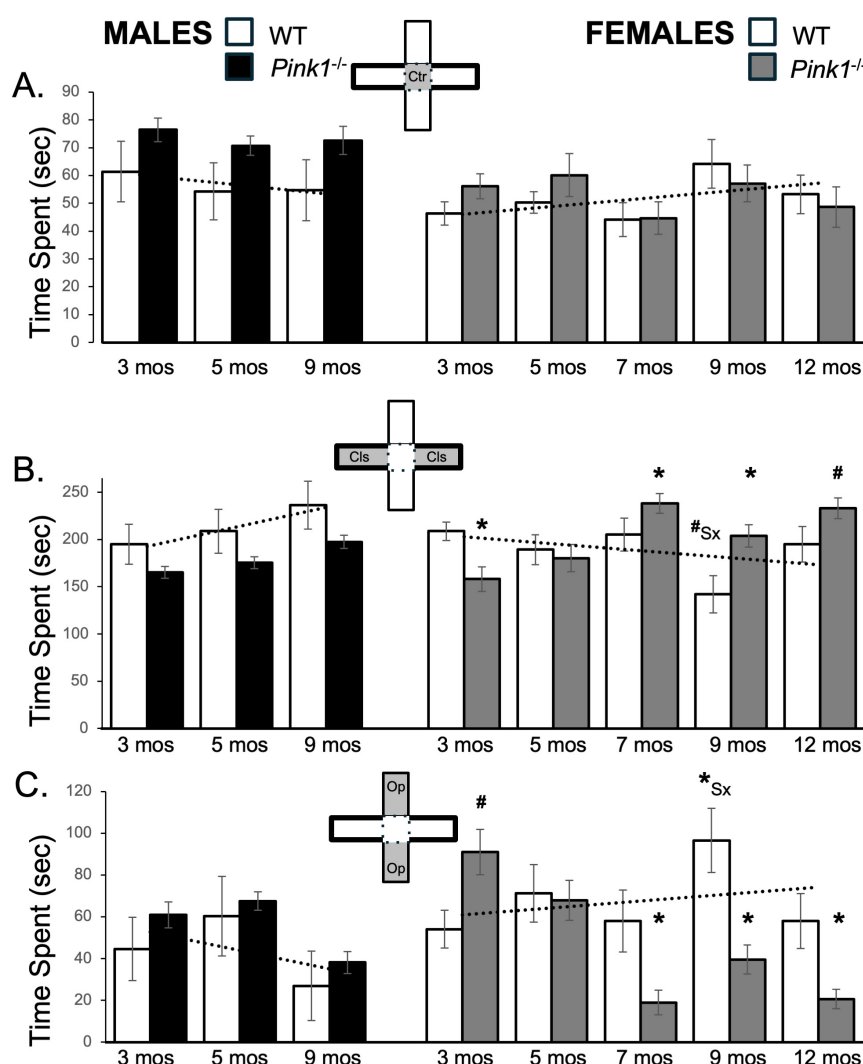 MALES WT FEMALES WT
Pink1-/- Ctr Pink1-/-
A.
Time Spent (sec)
90
80
70
60
50
40
30
20
10
0
3 mos 5 mos 9 mos 3 mos 5 mos 7 mos 9 mos 12 mos
Cls Cls
B.
Time Spent (sec)
* * * #
#Sx
250
200
150
100
50
0
3 mos 5 mos 9 mos 3 mos 5 mos 7 mos 9 mos 12 mos
C.
Time Spent (sec)
Op
Op
# *Sx
* * *
120
100
80
60
40
20
0
3 mos 5 mos 9 mos 3 mos 5 mos 7 mos 9 mos 12 mos